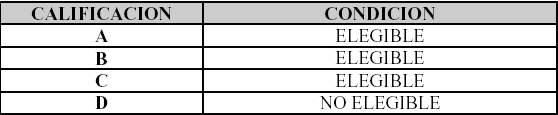 CALIFICACION CONDICION
A ELEGIBLE
B ELEGIBLE
C ELEGIBLE
D NO ELEGIBLE